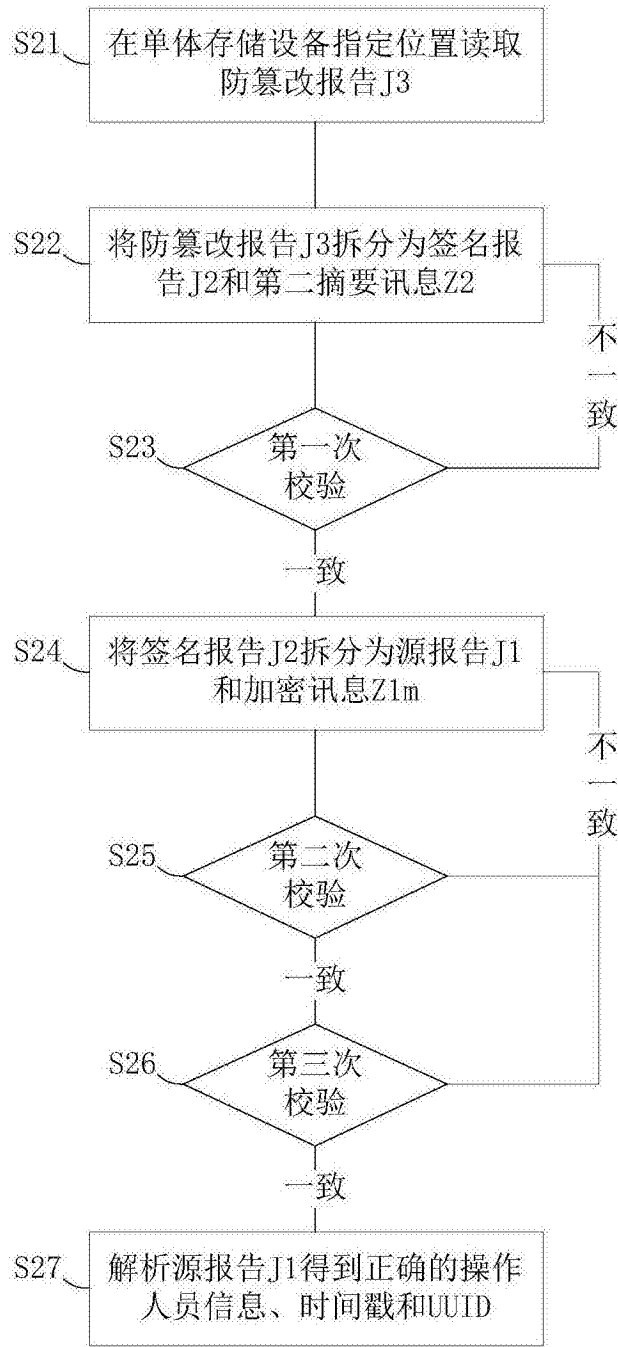 S21
在单体存储设备指定位置读取
防篡改报告J3
S22
将防篡改报告J3拆分为签名报
告J2和第二摘要讯息Z2
不一致
S23
第一次
校验
一致
S24
将签名报告J2拆分为源报告J1
和加密讯息Z1m
不一致
S25
第二次
校验
一致
S26
第三次
校验
一致
S27
解析源报告J1得到正确的操作
人员信息、时间戳和UUID